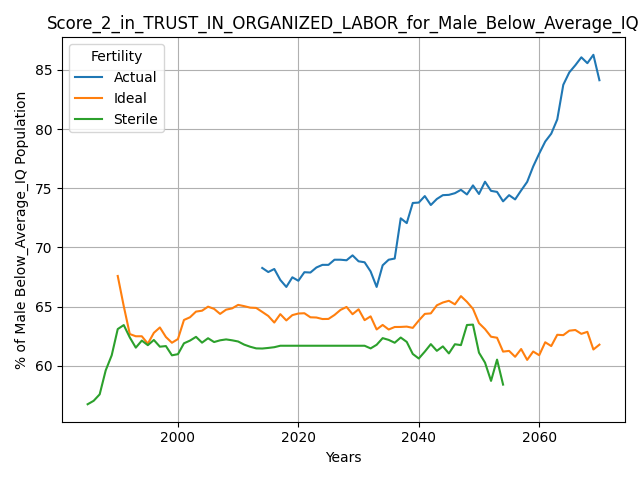 Score_2_in_TRUST_IN_ORGANIZED_LABOR_for_Male_Below_Average_IQ
% of Male Below_Average_IQ Population
85
80
75
70
65
60
Fertility
Actual
Ideal
Sterile
2000
2020
2040
2060
Years